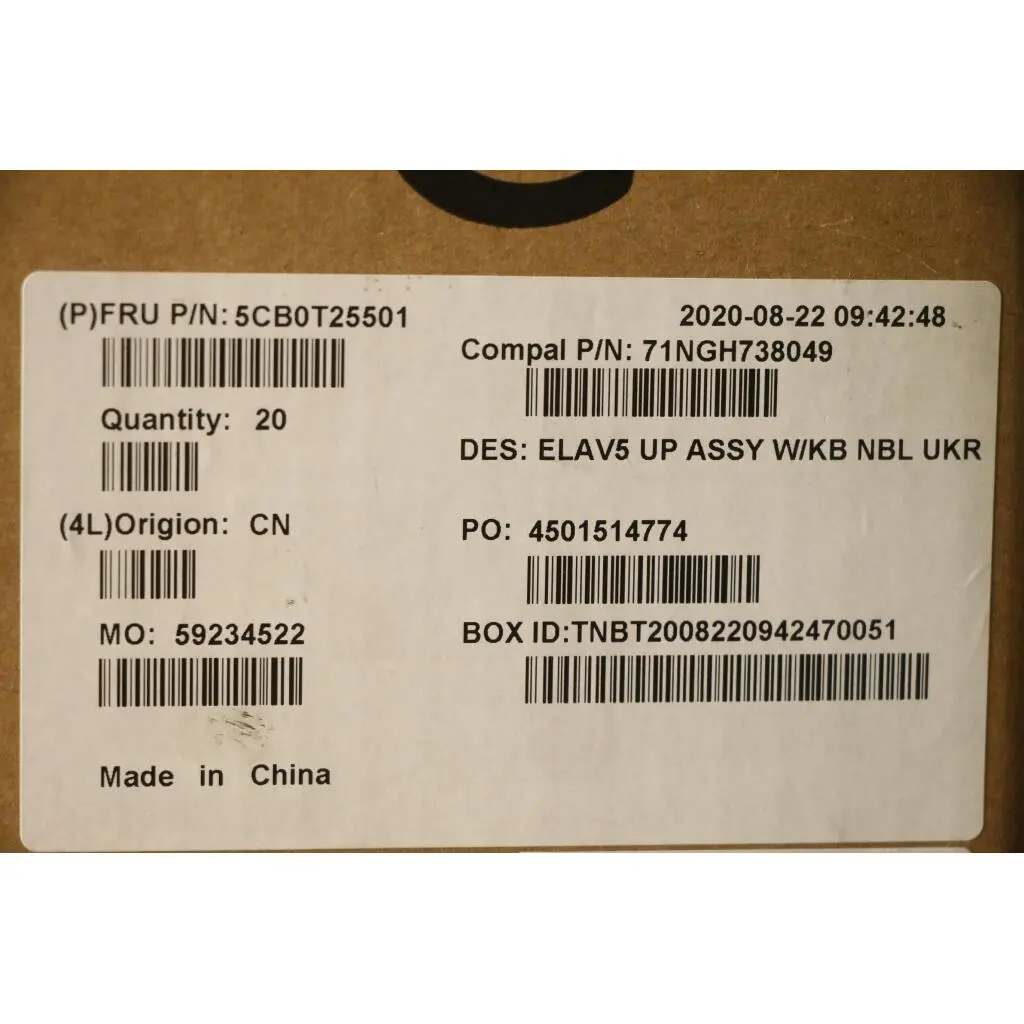 (P)FRU P/N: 5CB0T25501
2020-08-22 09:42:48
Compal P/N: 71NGH738049
Quantity: 20
DES: ELAV5 UP ASSY W/KB NBL UKR
(4L)Origion: CN
PO: 4501514774
MO: 59234522
BOX ID:TNBT2008220942470051
Made in China